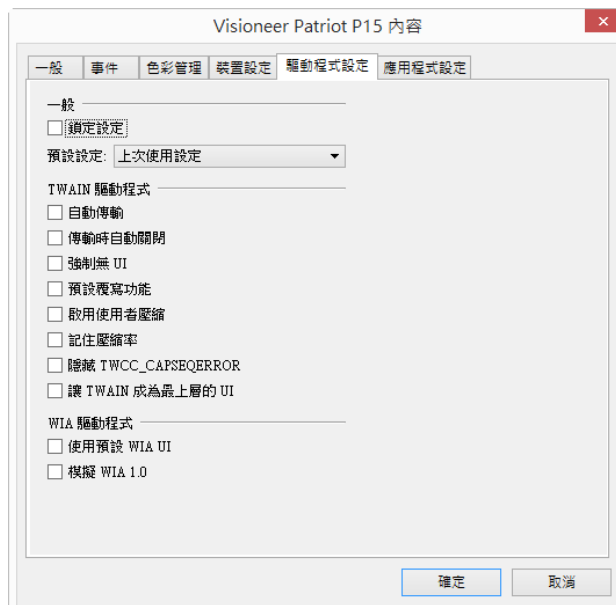 Visioneer Patriot P15 內容
一般 事件 色彩管理 裝置設定 驅動程式設定 應用程式設定
一般
鎖定設定
預設設定: 上次使用設定
TWAIN 驅動程式
自動傳輸
傳輸時自動關閉
強制無 UI
預設覆寫功能
啟用使用者壓縮
記住壓縮率
隱藏 TWCC_CAPSEQERROR
讓 TWAIN 成為最上層的 UI
WIA 驅動程式
使用預設 WIA UI
模擬 WIA 1.0
確定 取消